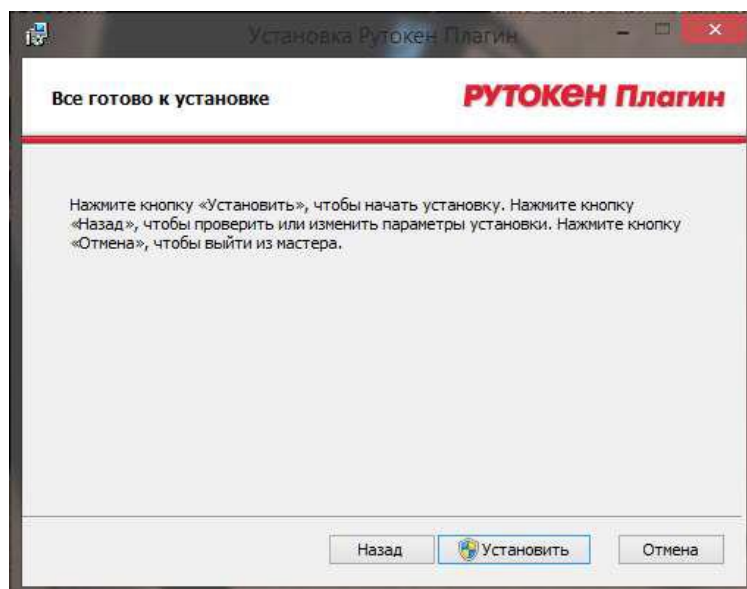 Установка Рутокен Плагин
Все готово к установке
РУТОКЕН Плагин
Нажмите кнопку «Установить», чтобы начать установку. Нажмите кнопку
«Назад», чтобы проверить или изменить параметры установки. Нажмите кнопку
«Отмена», чтобы выйти из мастера.
Назад
Установить
Отмена